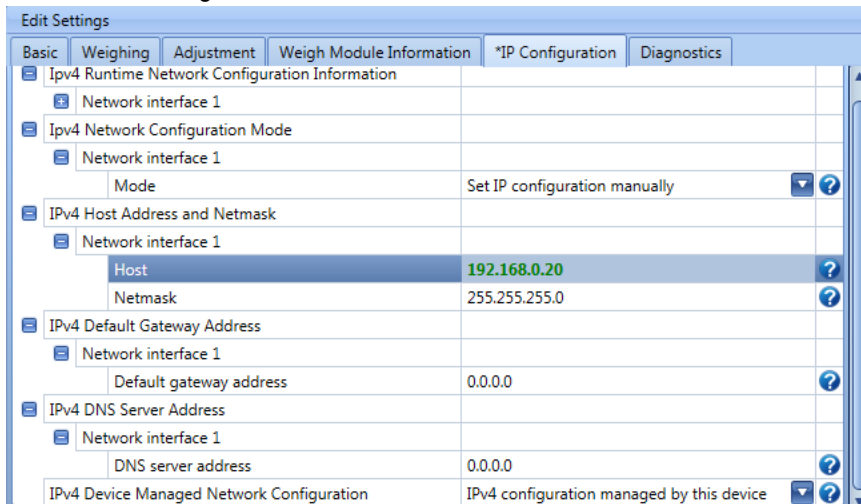 Edit Settings
Basic Weighing Adjustment Weigh Module Information *IP Configuration Diagnostics
Ipv4 Runtime Network Configuration Information
Network interface 1
Ipv4 Network Configuration Mode
Network interface 1
Mode Set IP configuration manually
IPv4 Host Address and Netmask
Network interface 1
Host 192.168.0.20
Netmask 255.255.255.0
IPv4 Default Gateway Address
Network interface 1
Default gateway address 0.0.0.0
IPv4 DNS Server Address
Network interface 1
DNS server address 0.0.0.0
IPv4 Device Managed Network Configuration IPv4 configuration managed by this device